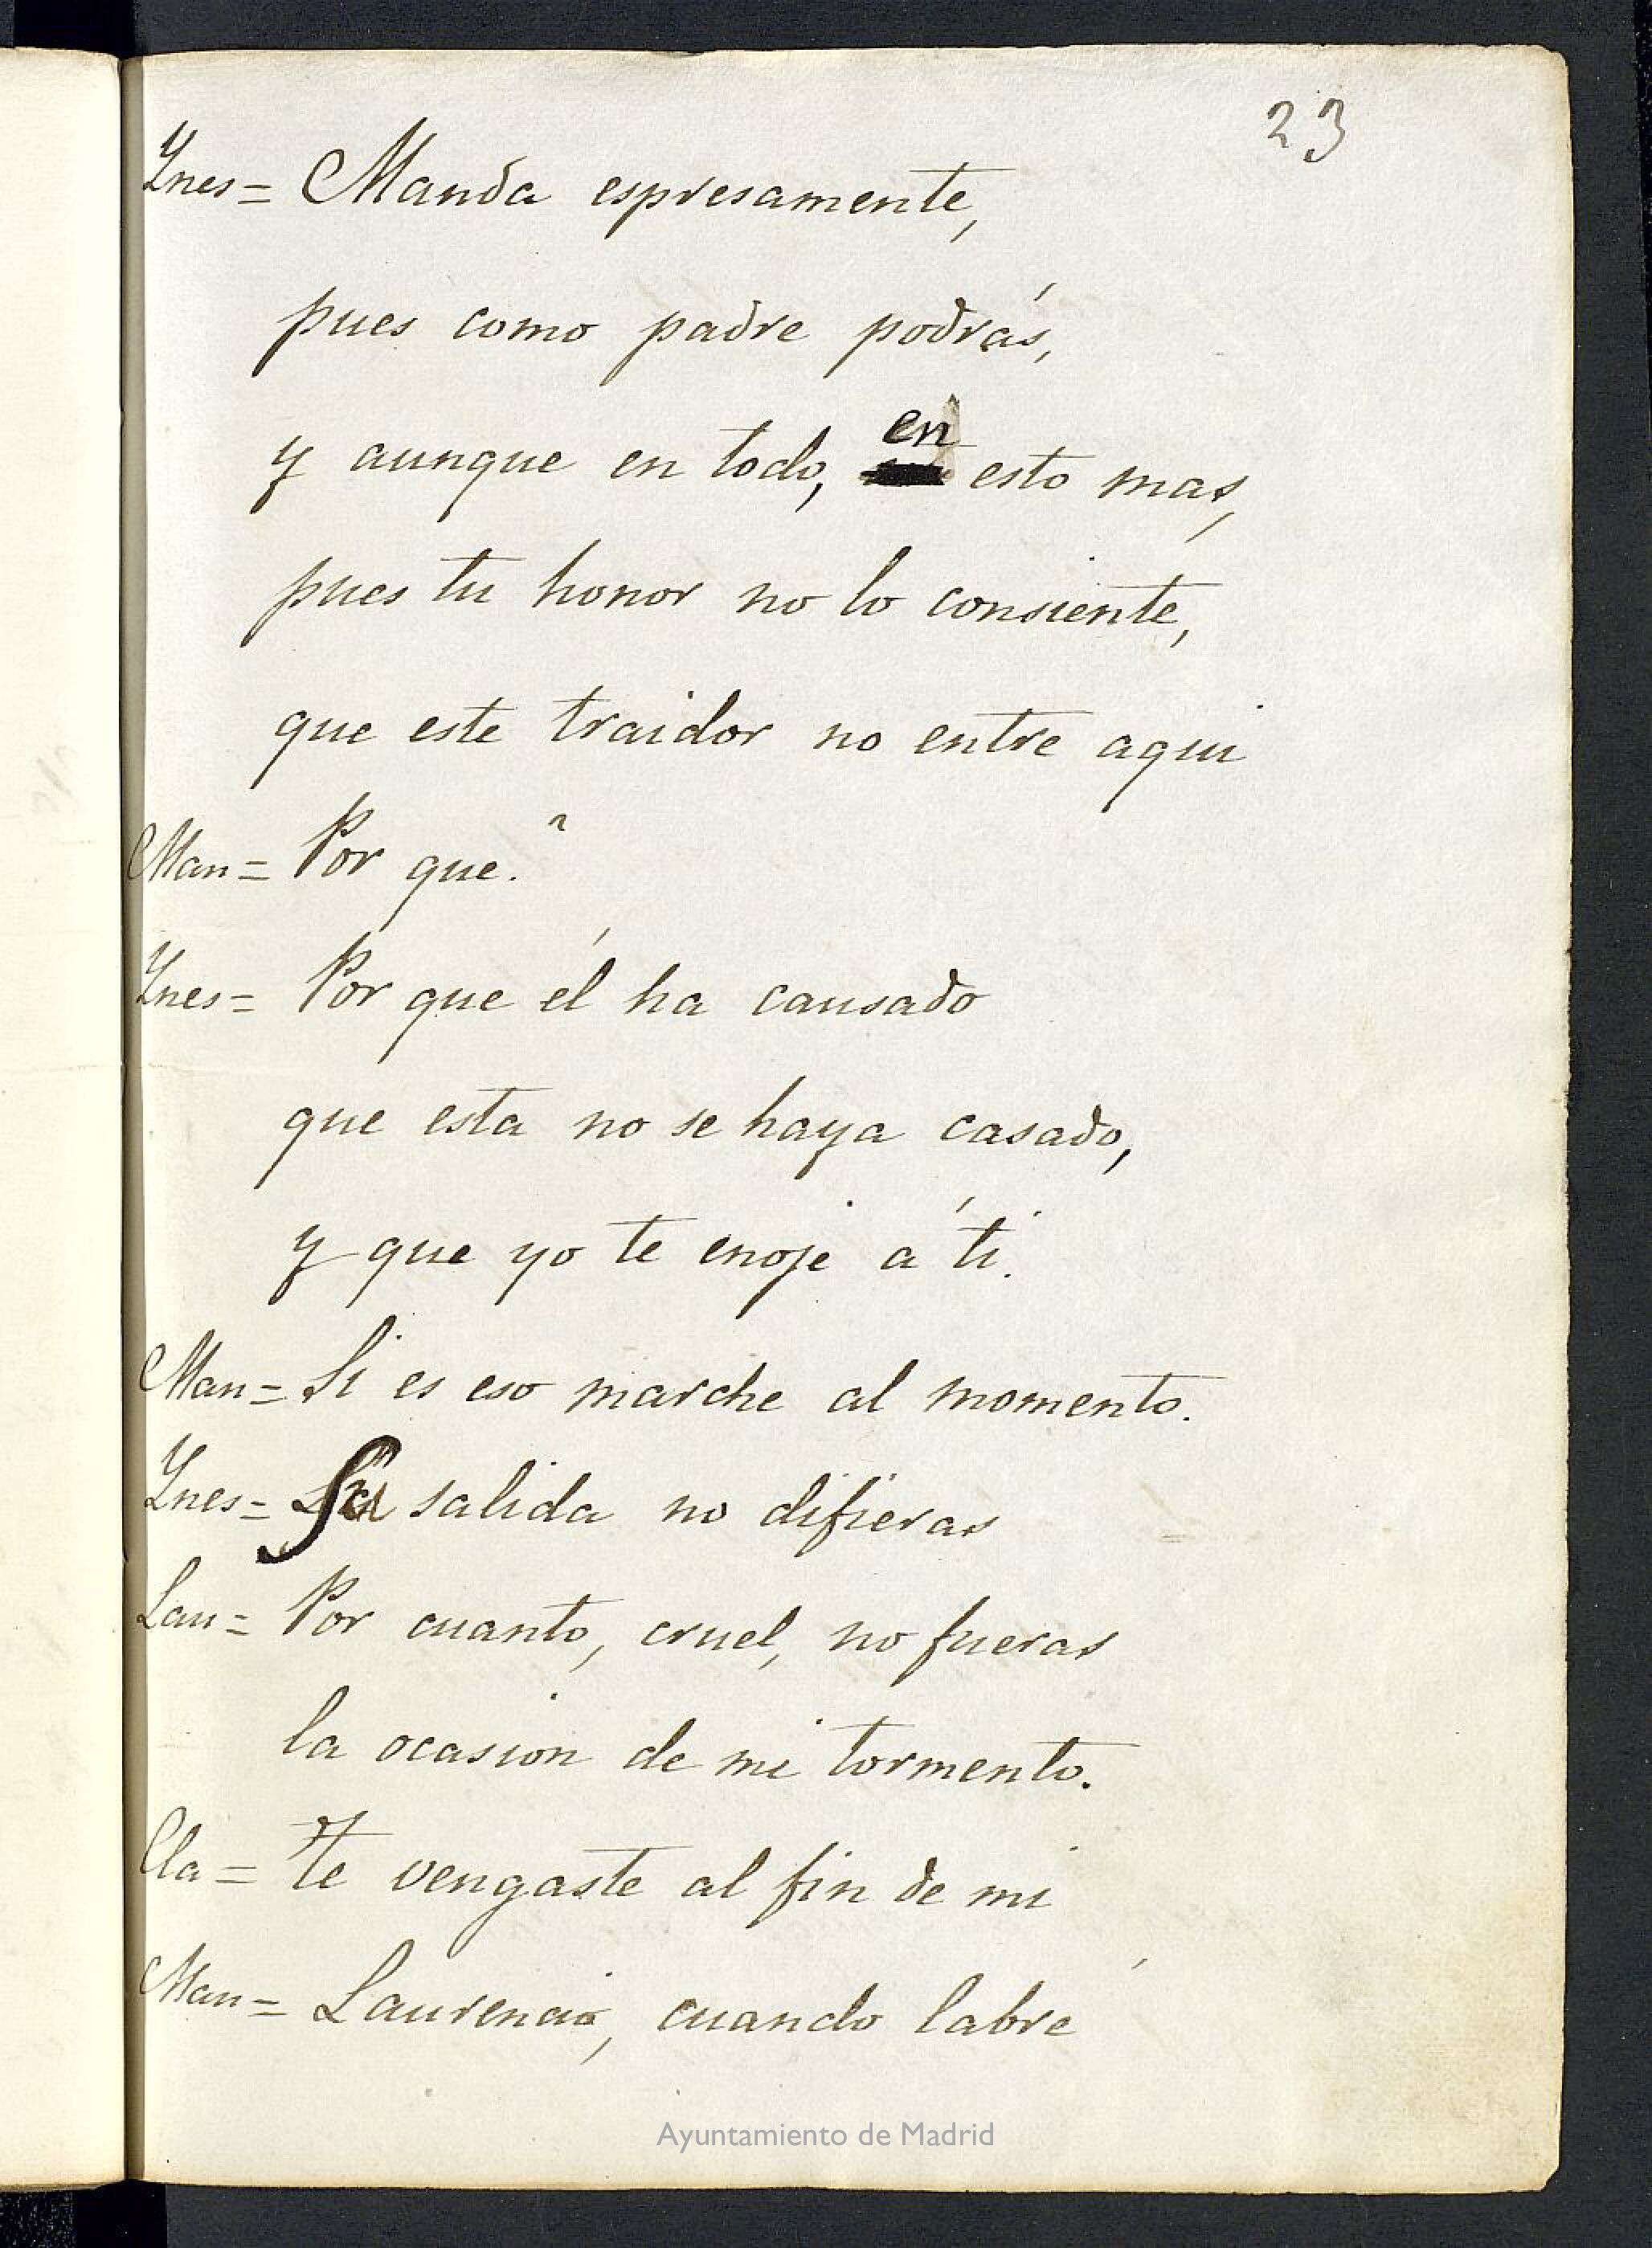 23
Ynes= Manda espresamente,
pues como padre podrás,
y aunque en todo, en esto mas,
pues tu honor no lo consiente,
que este traidor no entre aqui
Man= Por que?
Ynes= Por que él ha causado
que esta no se haya casado,
y que yo te enoje á ti.
Man= Si es eso marche al momento.
Ynes= Su salida no difieras
Lau= Por cuanto, cruel, no fueras
la ocasion de mi tormento.
Cla= Te vengaste al fin de mi
Man= Laurencia, cuando labré
Ayuntamiento de Madrid